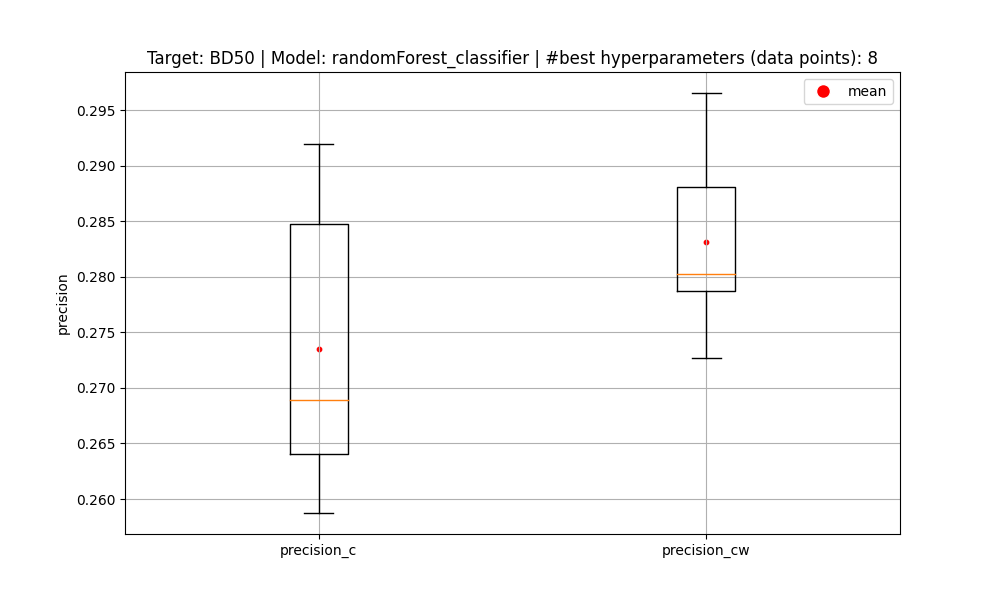 Target: BD50 | Model: randomForest_classifier | #best hyperparameters (data points): 8
mean
0.295
0.290
0.285
0.280
0.275
0.270
0.265
0.260
precision
precision_c
precision_cw